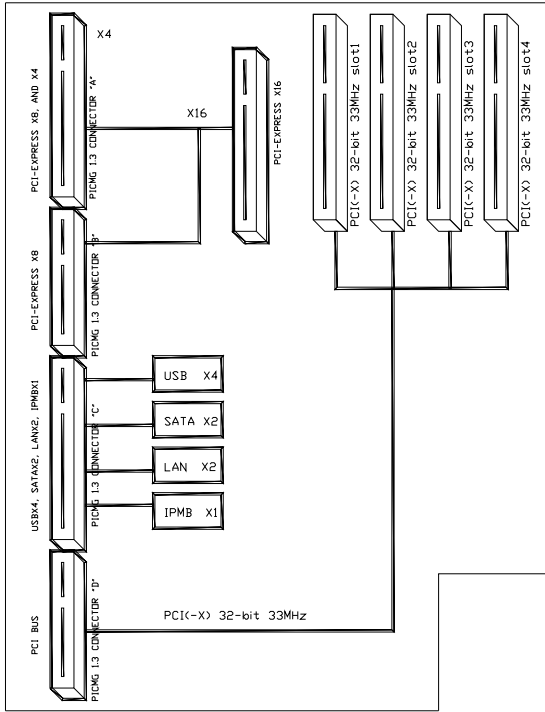 X4
PCI-EXPRESS X8, AND X4
PICMG 1.3 CONNECTOR "A"
X16
PCI-EXPRESS X16
PCI(-X) 32-bit 33MHz slot1
PCI(-X) 32-bit 33MHz slot2
PCI(-X) 32-bit 33MHz slot3
PCI(-X) 32-bit 33MHz slot4
PCI-EXPRESS X8
PICMG 1.3 CONNECTOR "B"
USBX4, SATAX2, LANX2, IPMBX1
PICMG 1.3 CONNECTOR "C"
USB X4
SATA X2
LAN X2
IPMB X1
PCI BUS
PICMG 1.3 CONNECTOR "D"
PCI(-X) 32-bit 33MHz